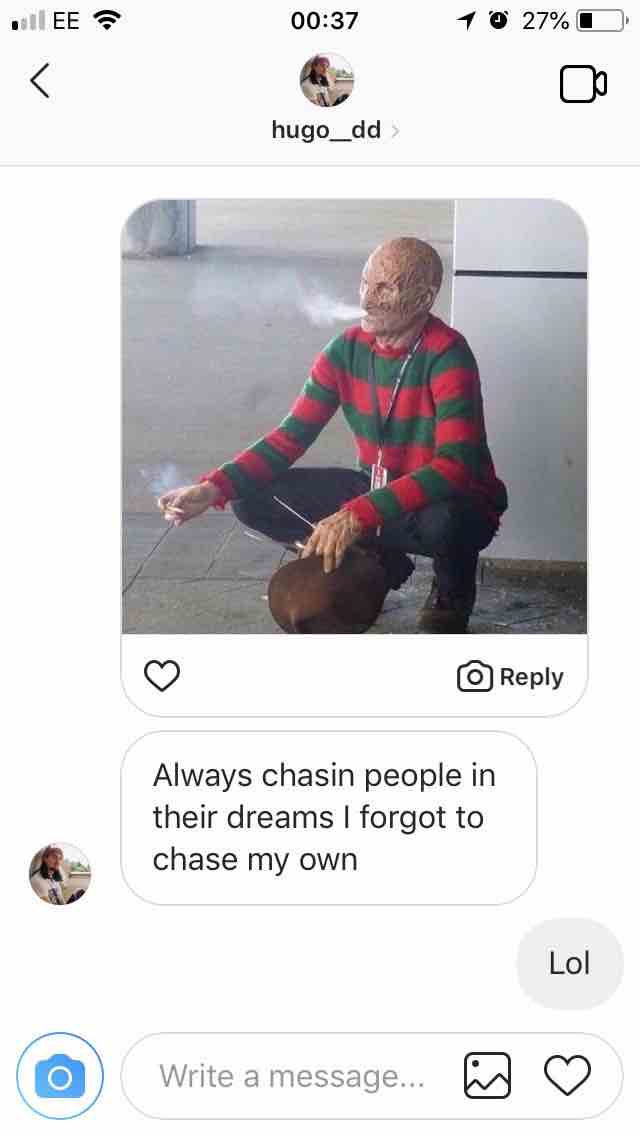 EE 00:37 27%
hugo__dd
Reply
Always chasin people in
their dreams I forgot to
chase my own
Lol
Write a message...